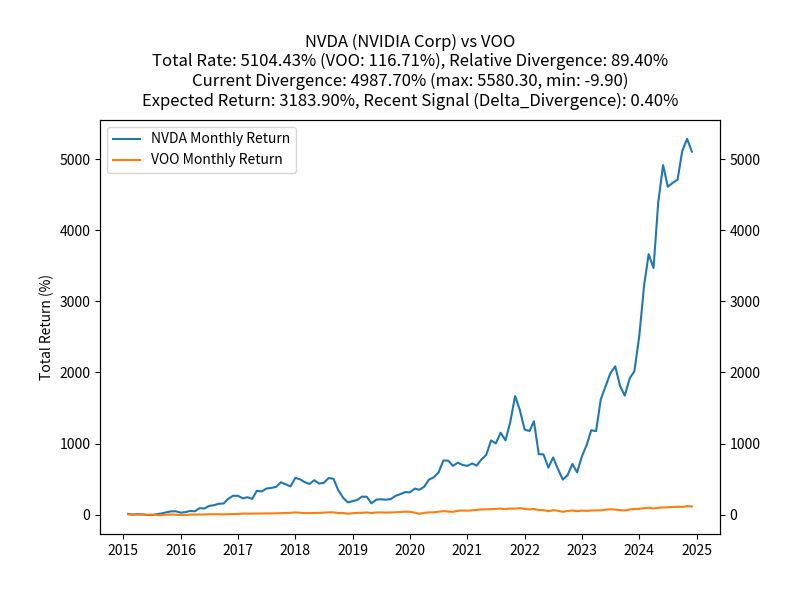 NVDA (NVIDIA Corp) vs VOO
Total Rate: 5104.43% (VOO: 116.71%), Relative Divergence: 89.40%
Current Divergence: 4987.70% (max: 5580.30, min: -9.90)
Expected Return: 3183.90%, Recent Signal (Delta_Divergence): 0.40%
NVDA Monthly Return
VOO Monthly Return
Total Return (%)
5000 5000
4000 4000
3000 3000
2000 2000
1000 1000
0 0
2015 2016 2017 2018 2019 2020 2021 2022 2023 2024 2025